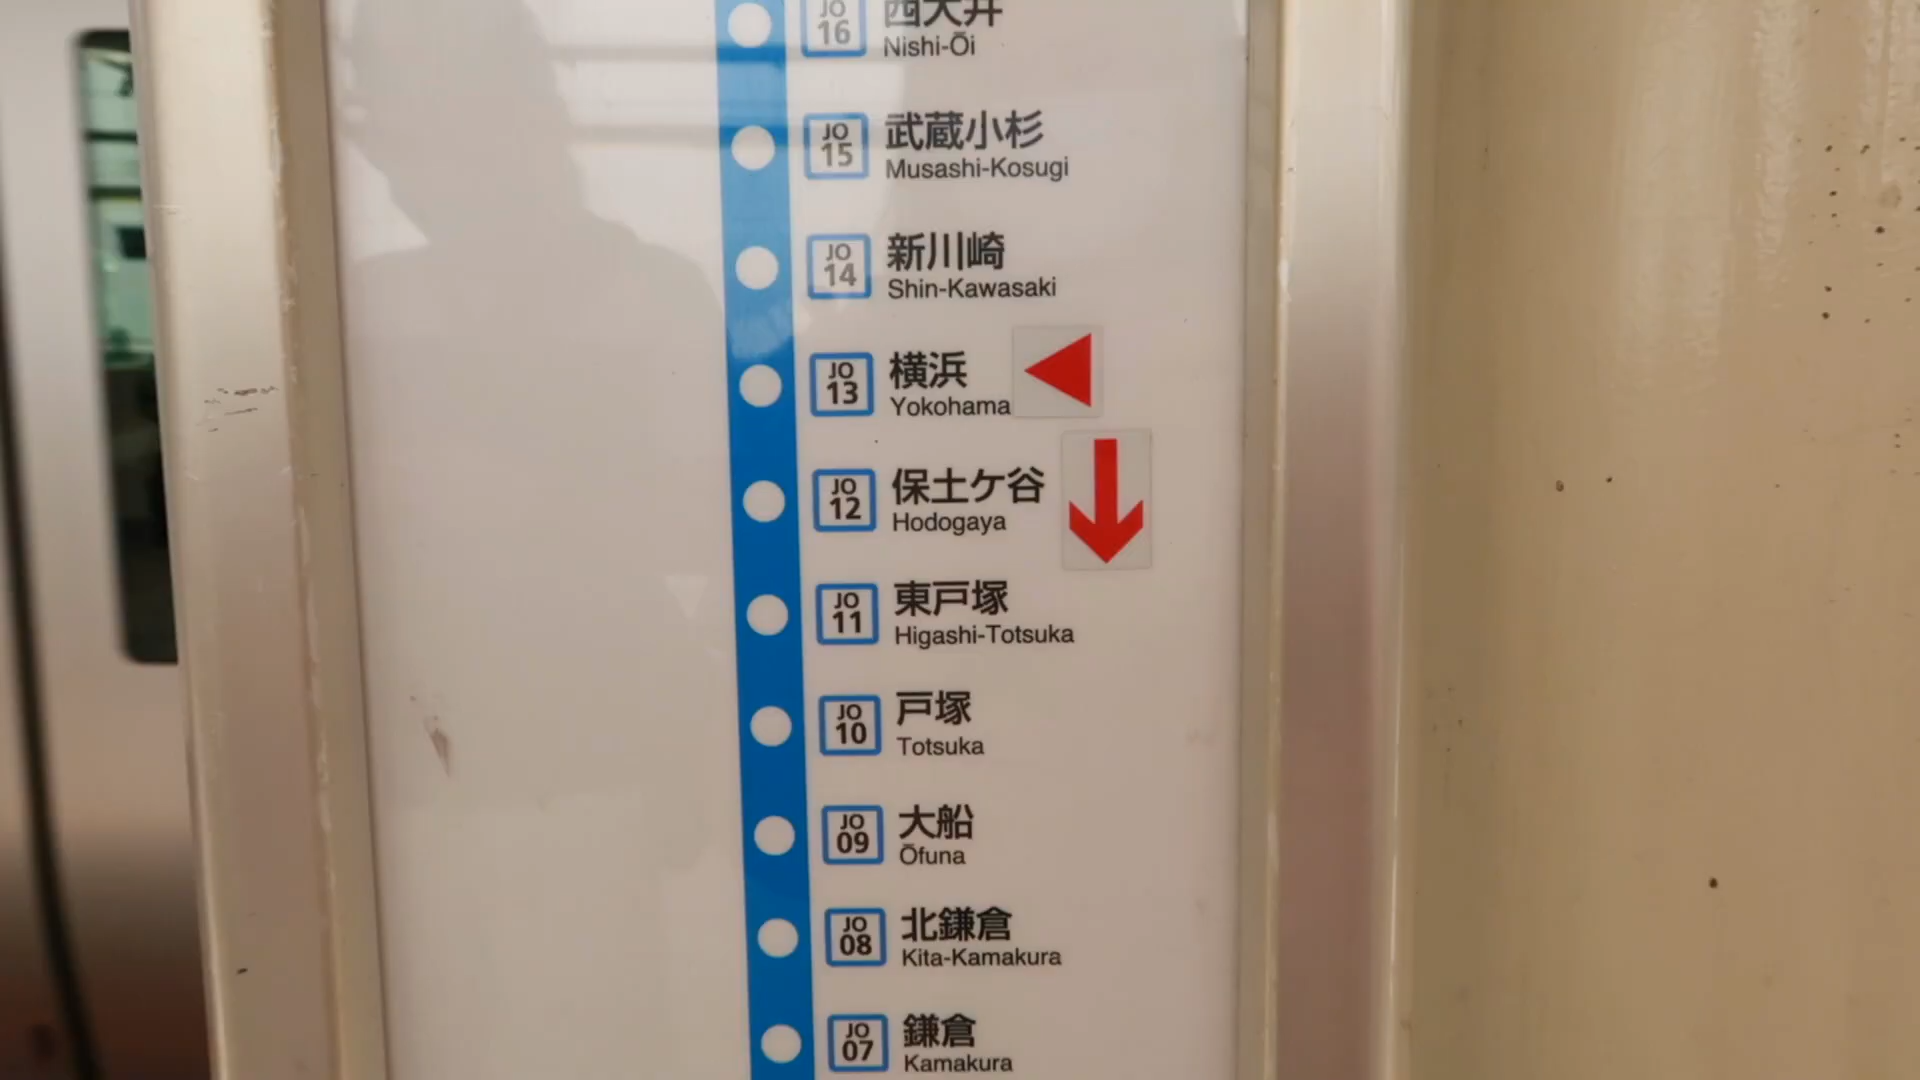 JO
16
西大井
Nishi-Ōi
JO
15
武蔵小杉
Musashi-Kosugi
JO
14
新川崎
Shin-Kawasaki
JO
13
横浜
Yokohama
JO
12
保土ケ谷
Hodogaya
JO
11
東戸塚
Higashi-Totsuka
JO
10
戸塚
Totsuka
JO
09
大船
Ōfuna
JO
08
北鎌倉
Kita-Kamakura
JO
07
鎌倉
Kamakura